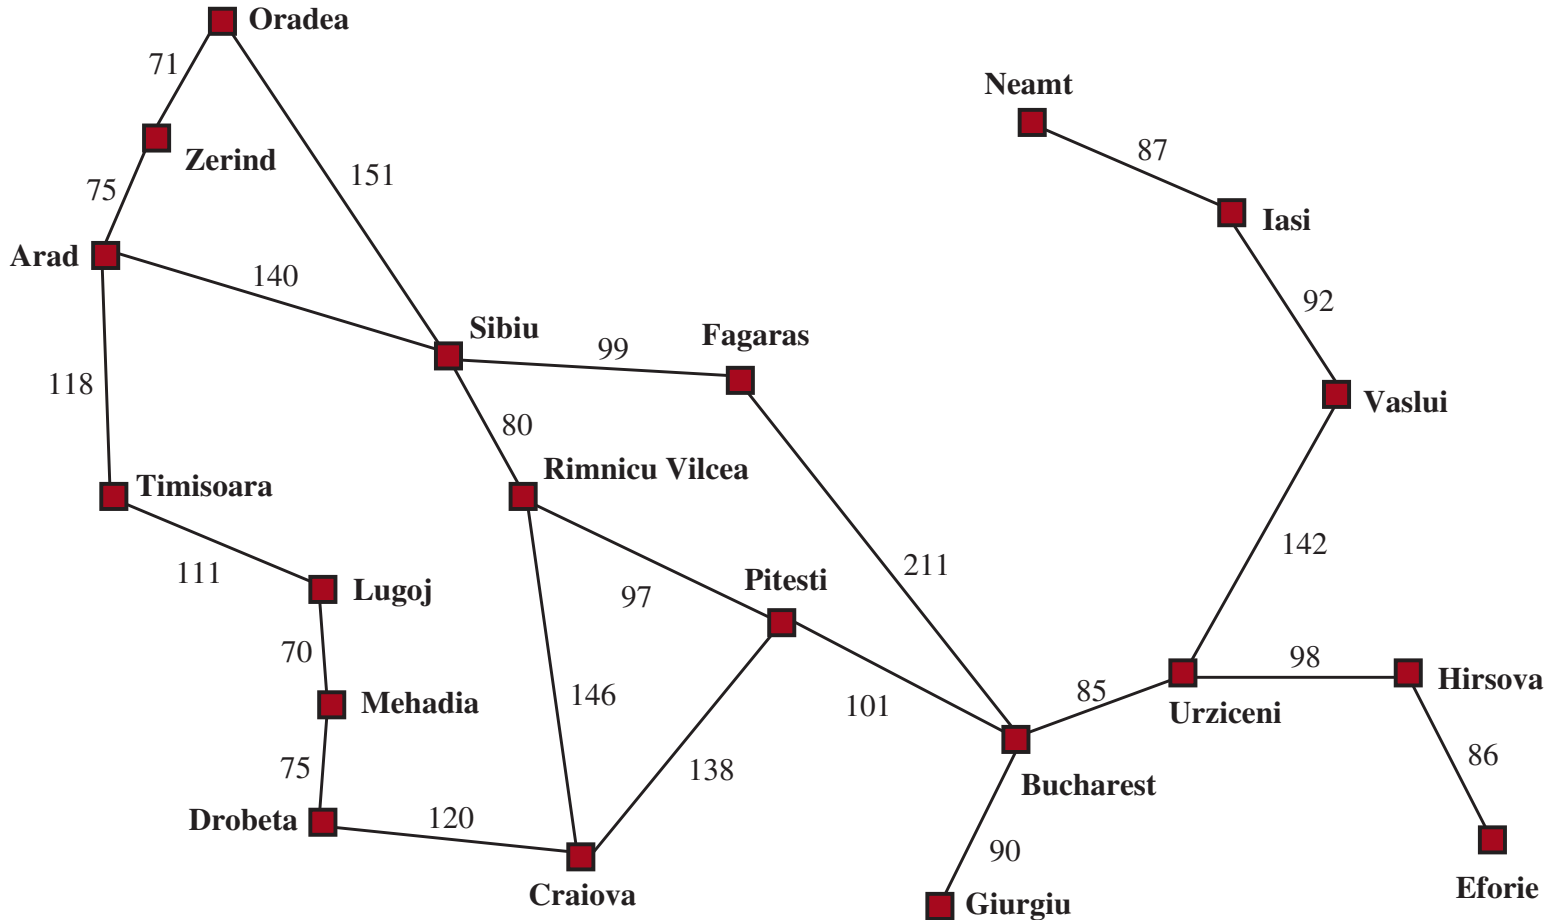 Oradea
71
Neamt
87
Zerind
151
75
Iasi
Arad
140
92
Sibiu
Fagaras
99
118
Vaslui
80
Rimnicu Vilcea
Timisoara
142
211
111
Pitesti
Lugoj
97
70
98
Hirsova
146
85
Mehadia
101
Urziceni
86
75
138
Bucharest
Drobeta
120
90
Eforie
Craiova
Giurgiu